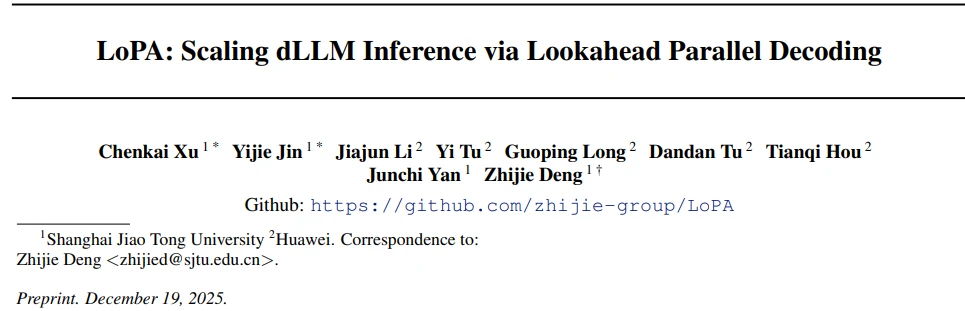 LoPA: Scaling dLLM Inference via Lookahead Parallel Decoding
Chenkai Xu 1 * Yijie Jin 1 * Jiajun Li 2 Yi Tu 2 Guoping Long 2 Dandan Tu 2 Tianqi Hou 2
Junchi Yan 1 Zhijie Deng 1 †
Github: https://github.com/zhijie-group/LoPA
1Shanghai Jiao Tong University 2Huawei. Correspondence to:
Zhijie Deng <zhijied@sjtu.edu.cn>.
Preprint. December 19, 2025.